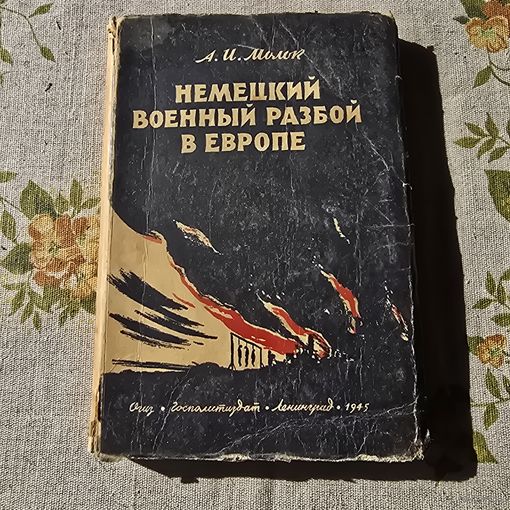 А. И. Молок
НЕМЕЦКИЙ
ВОЕННЫЙ РАЗБОЙ
В ЕВРОПЕ
Огиз • Госполитиздат • Ленинград • 1945